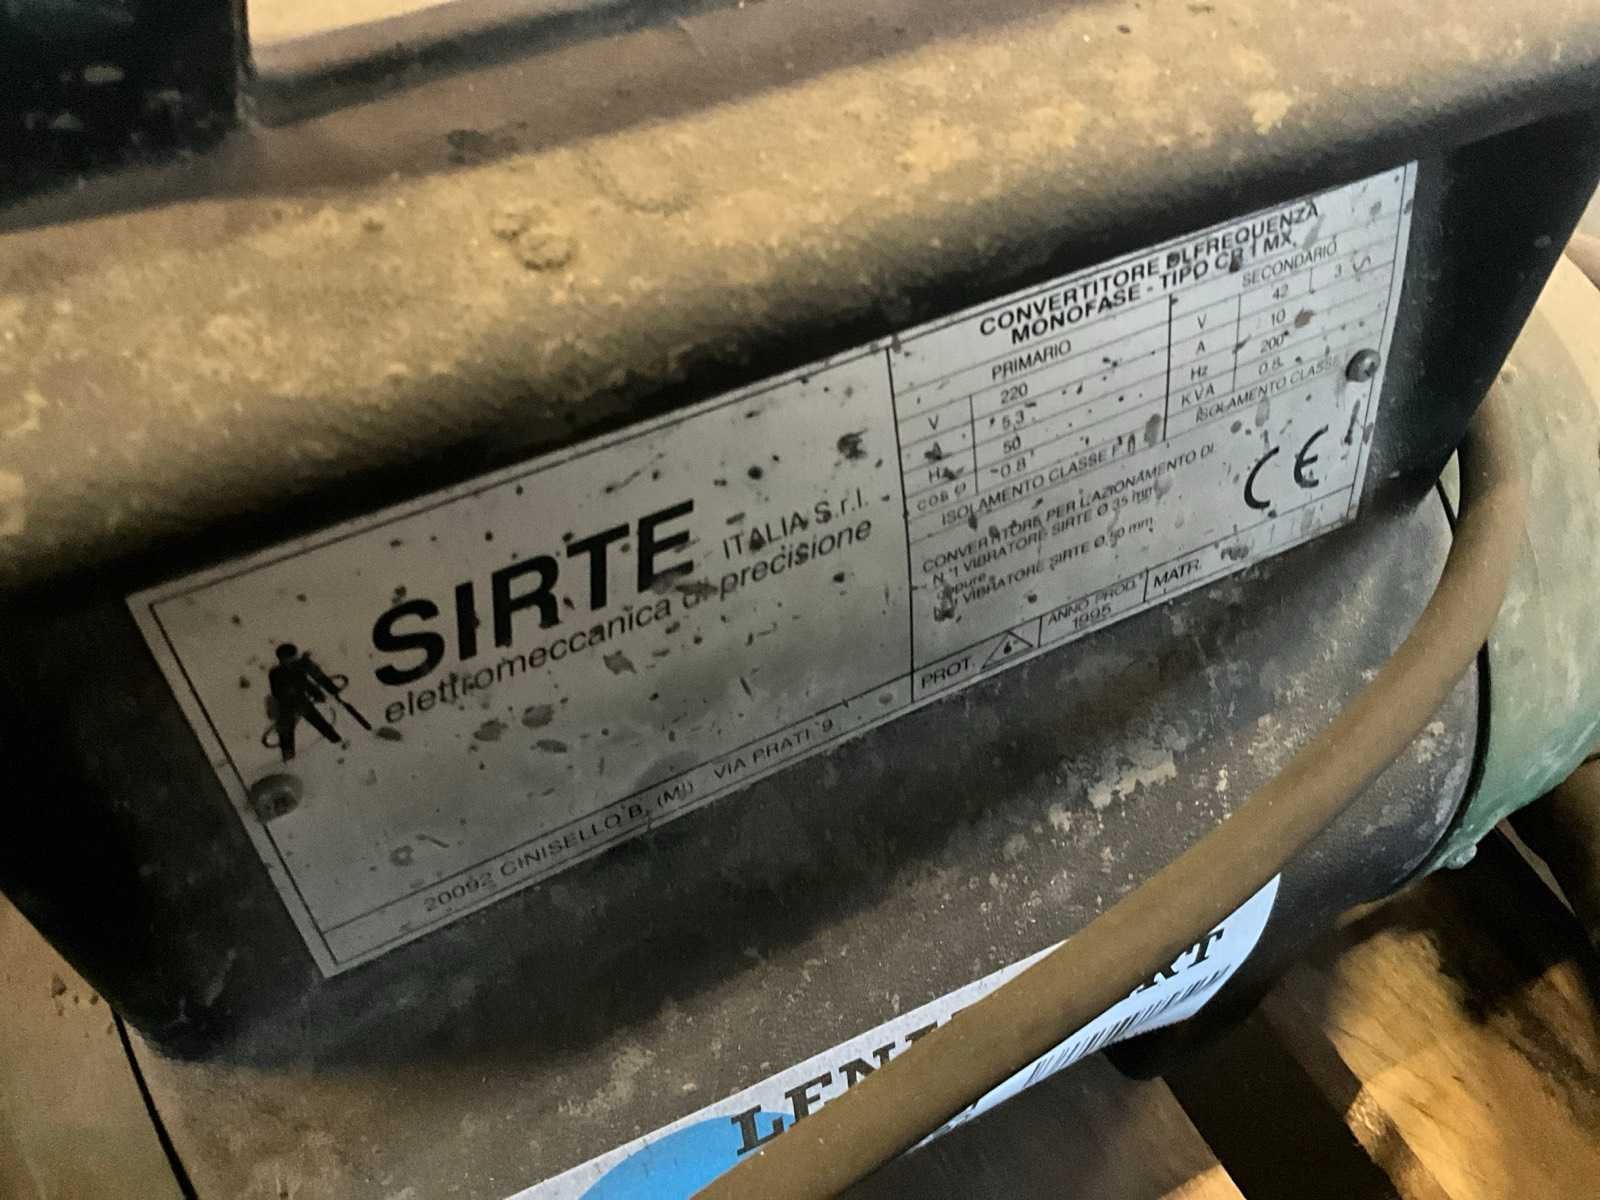 SIRTE
ITALIA S.r.l.
elettromeccanica di precisione
20092 CINISELLO B. (MI) VIA PRATI 9
CONVERTITORE DI FREQUENZA
MONOFASE - TIPO CR 1 MX
PRIMARIO
V 220
A 5,3
Hz 50
cos φ 0.8
ISOLAMENTO CLASSE F
SECONDARIO
V 42 3
A 10
Hz 200
KVA 0.8
ISOLAMENTO CLASSE
CONVERTITORE PER L'AZIONAMENTO DI
N. 1 VIBRATORE SIRTE Ø 35 mm
oppure
N. 1 VIBRATORE SIRTE Ø 50 mm
CE
PROT.
ANNO PROD. 1995
MATR.